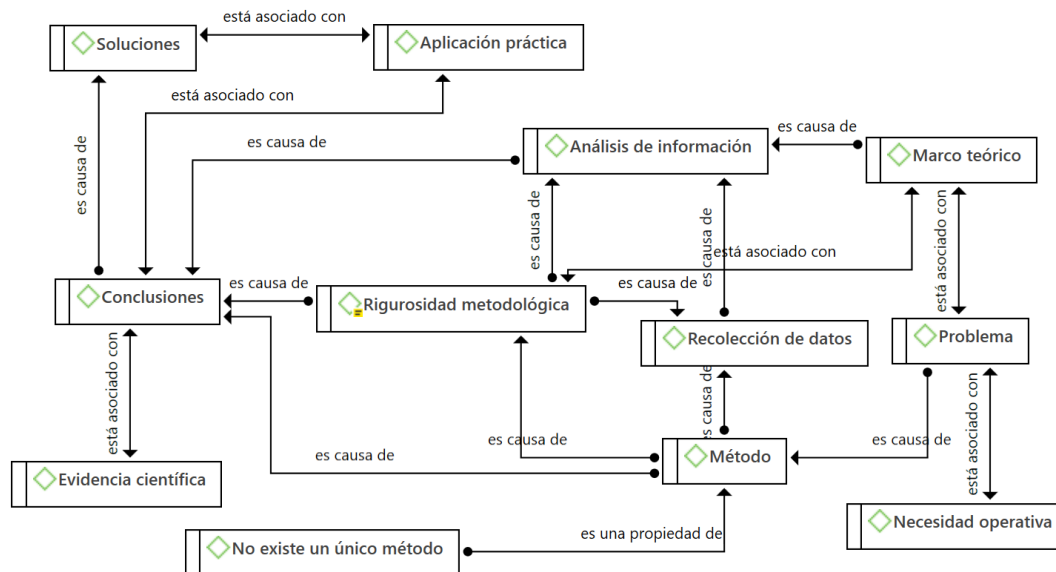 está asociado con
Soluciones
Aplicación práctica
está asociado con
es causa de
es causa de
es causa de
Análisis de información
Marco teórico
es causa de
es causa de
está asociado con
está asociado con
Conclusiones
es causa de
Rigurosidad metodológica
es causa de
Recolección de datos
Problema
está asociado con
es causa de
está asociado con
es causa de
es causa de
es causa de
Método
Evidencia científica
No existe un único método
es una propiedad de
Necesidad operativa